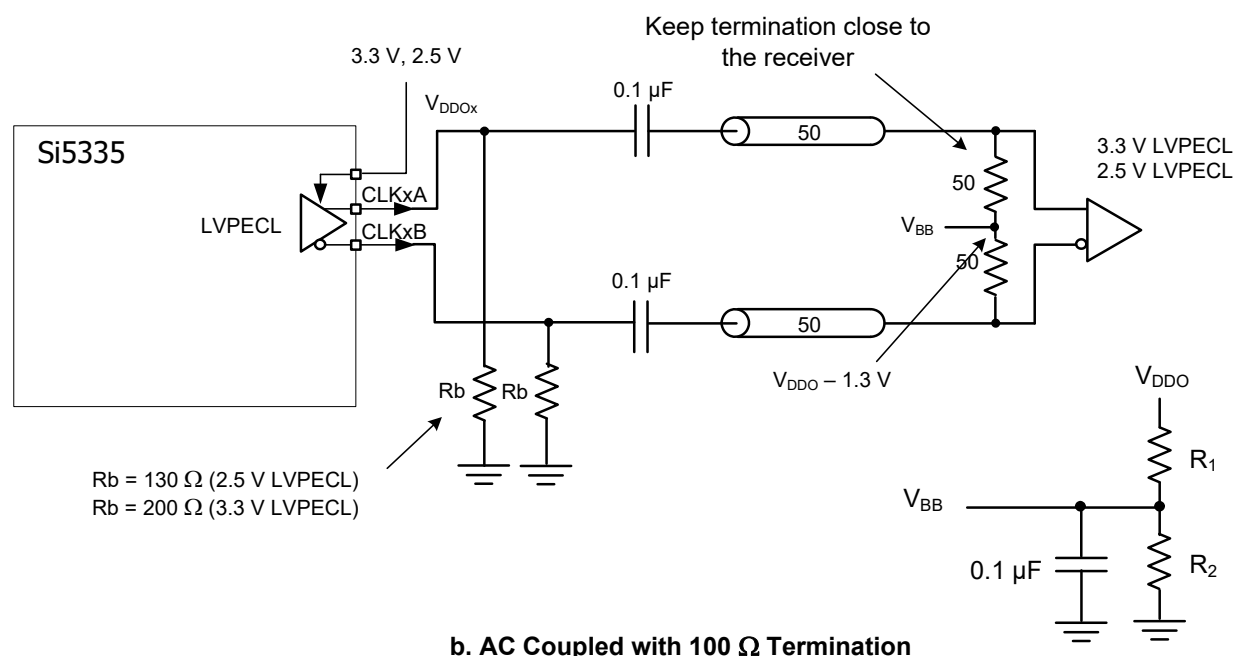 Keep termination close to
the receiver
3.3 V, 2.5 V
V_DDOx
0.1 µF
50
Si5335
3.3 V LVPECL
2.5 V LVPECL
CLKxA
LVPECL
CLKxB
50
V_BB
50
0.1 µF
50
V_DDO – 1.3 V
Rb
Rb
V_DDO
R_1
Rb = 130 Ω (2.5 V LVPECL)
Rb = 200 Ω (3.3 V LVPECL)
V_BB
0.1 µF
R_2
b. AC Coupled with 100 Ω Termination